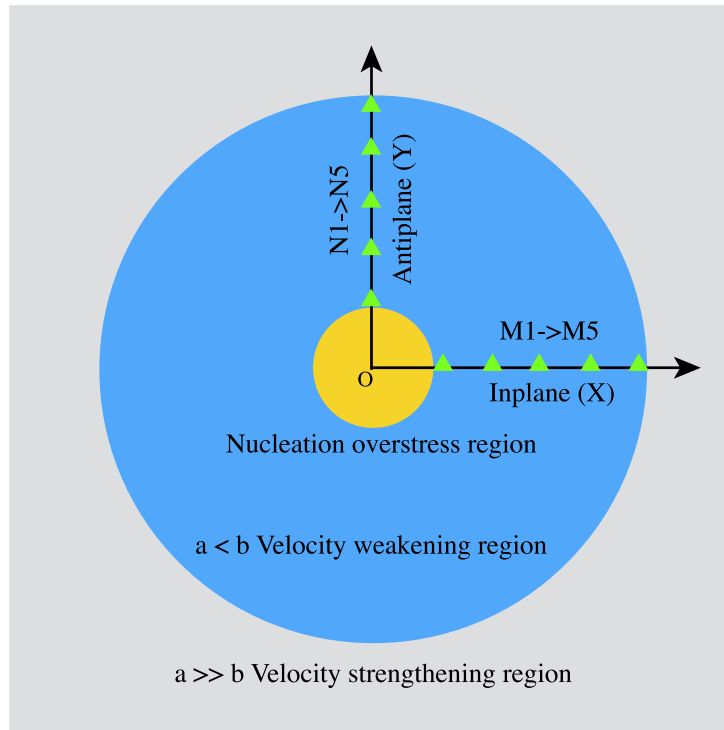 N1->N5
Antiplane (Y)
M1->M5
O
Inplane (X)
Nucleation overstress region
a < b Velocity weakening region
a >> b Velocity strengthening region